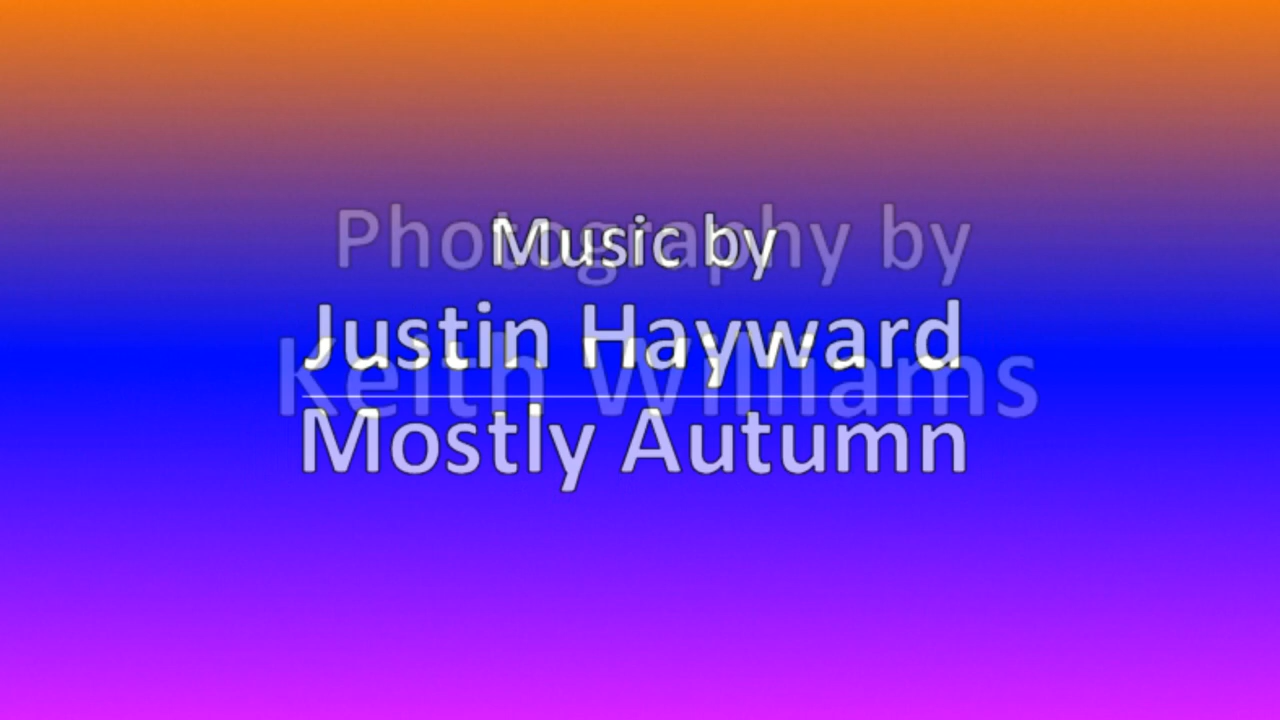 Photography by
Keith Williams
Music by
Justin Hayward
Mostly Autumn